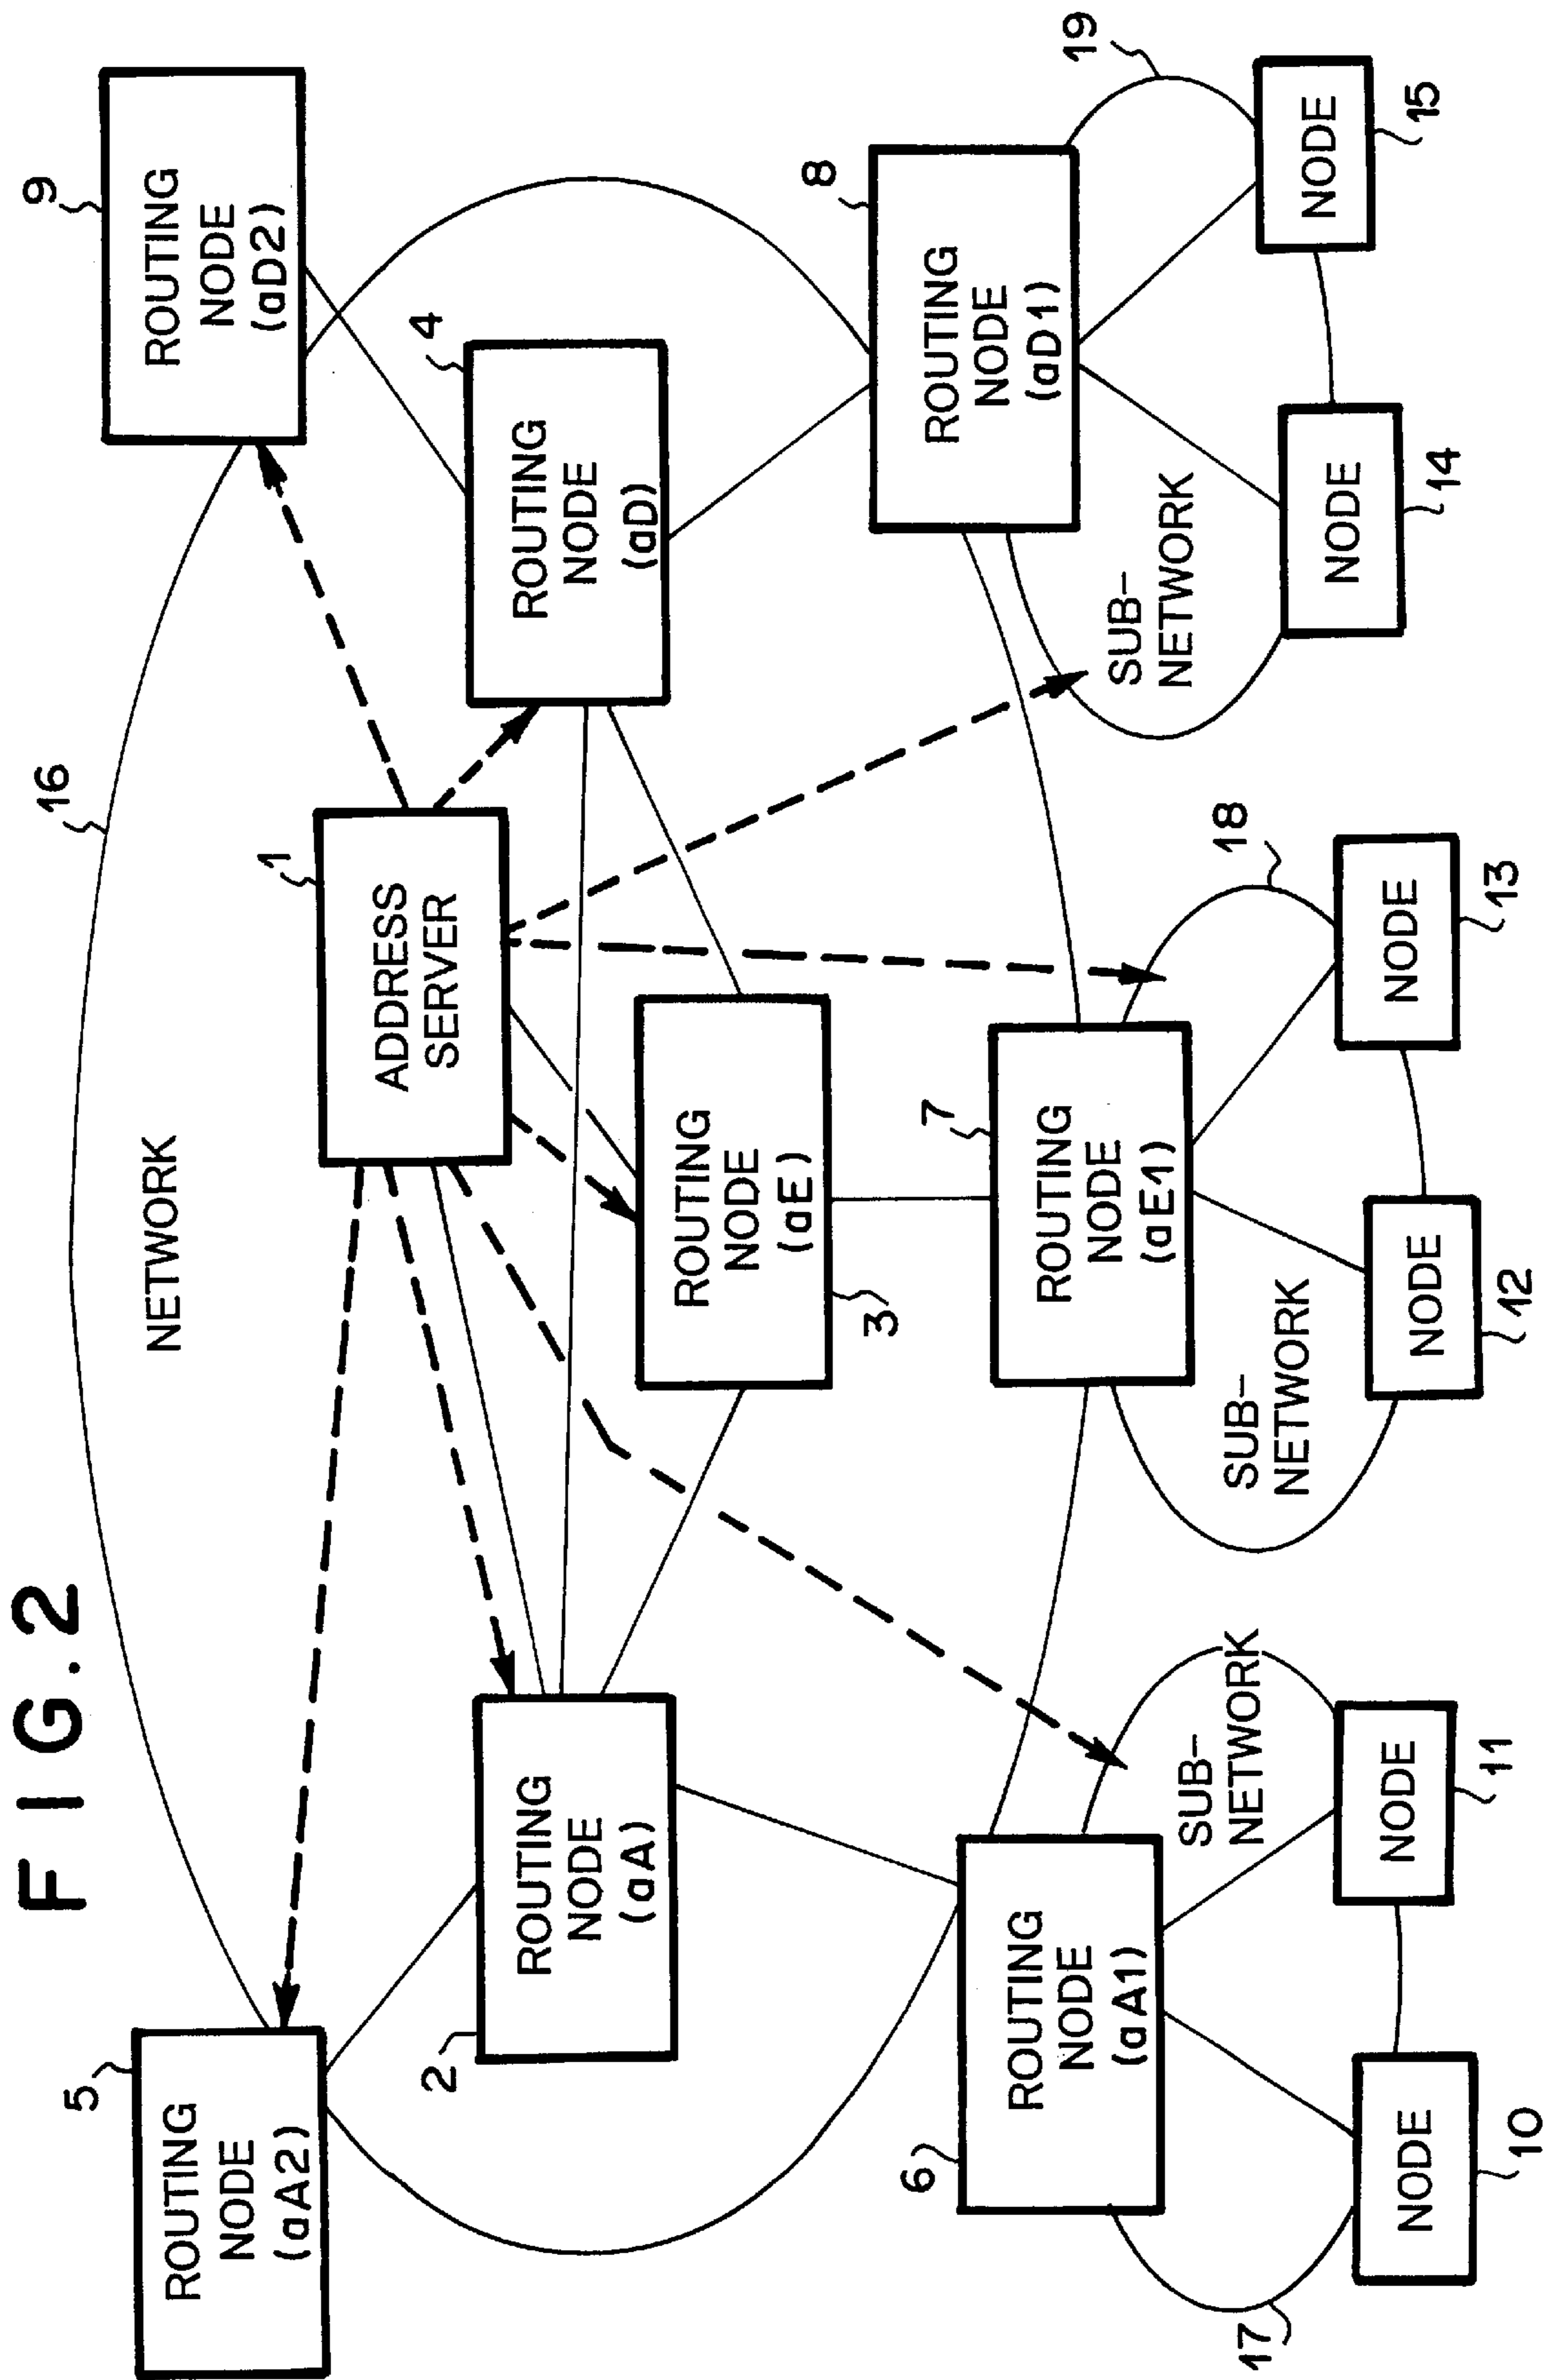 FIG.2
5
ROUTING
NODE
(aA2)
NETWORK
16
9
ROUTING
NODE
(aD2)
1
ADDRESS
SERVER
2
ROUTING
NODE
(aA)
4
ROUTING
NODE
(aD)
ROUTING
NODE
(aE)
3
6
ROUTING
NODE
(aA1)
7
ROUTING
NODE
(aE1)
8
ROUTING
NODE
(aD1)
17
SUB-
NETWORK
SUB-
NETWORK
18
SUB-
NETWORK
19
NODE
10
NODE
11
NODE
12
NODE
13
NODE
14
NODE
15